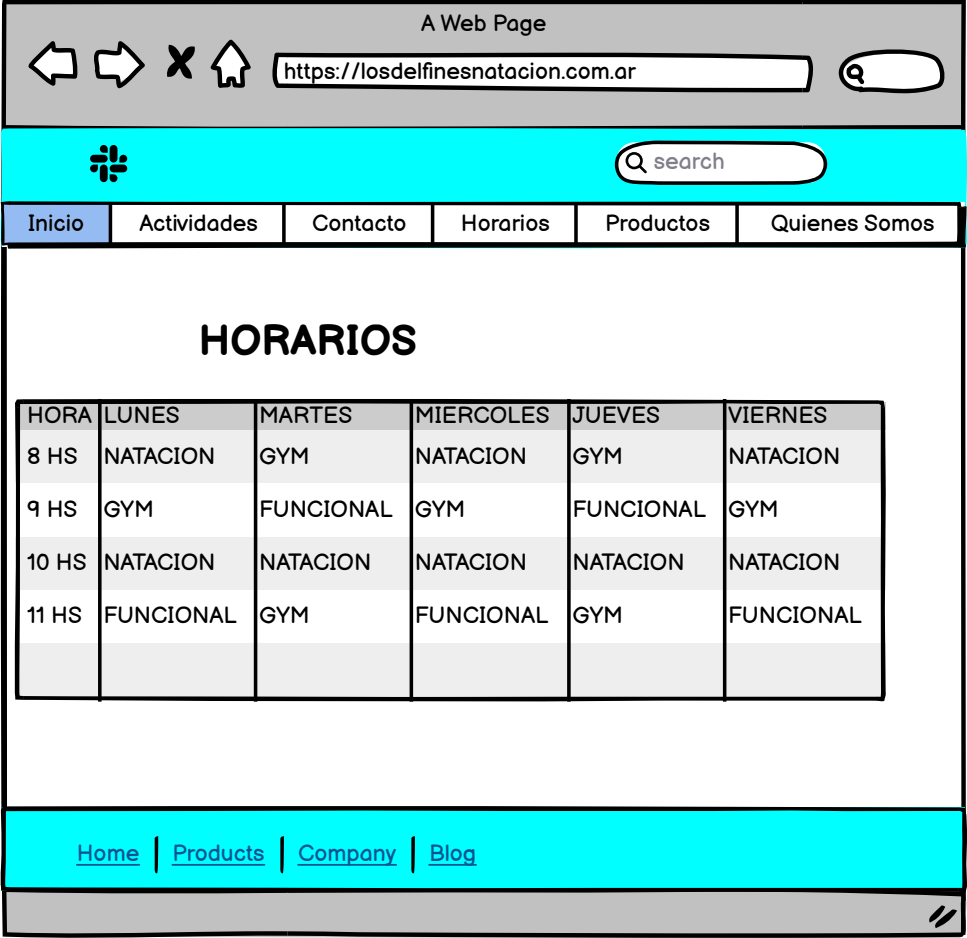 A Web Page
https://losdelfinesnatacion.com.ar
search
Inicio Actividades Contacto Horarios Productos Quienes Somos
HORARIOS
HORA LUNES MARTES MIERCOLES JUEVES VIERNES
8 HS NATACION GYM NATACION GYM NATACION
9 HS GYM FUNCIONAL GYM FUNCIONAL GYM
10 HS NATACION NATACION NATACION NATACION NATACION
11 HS FUNCIONAL GYM FUNCIONAL GYM FUNCIONAL
Home Products Company Blog